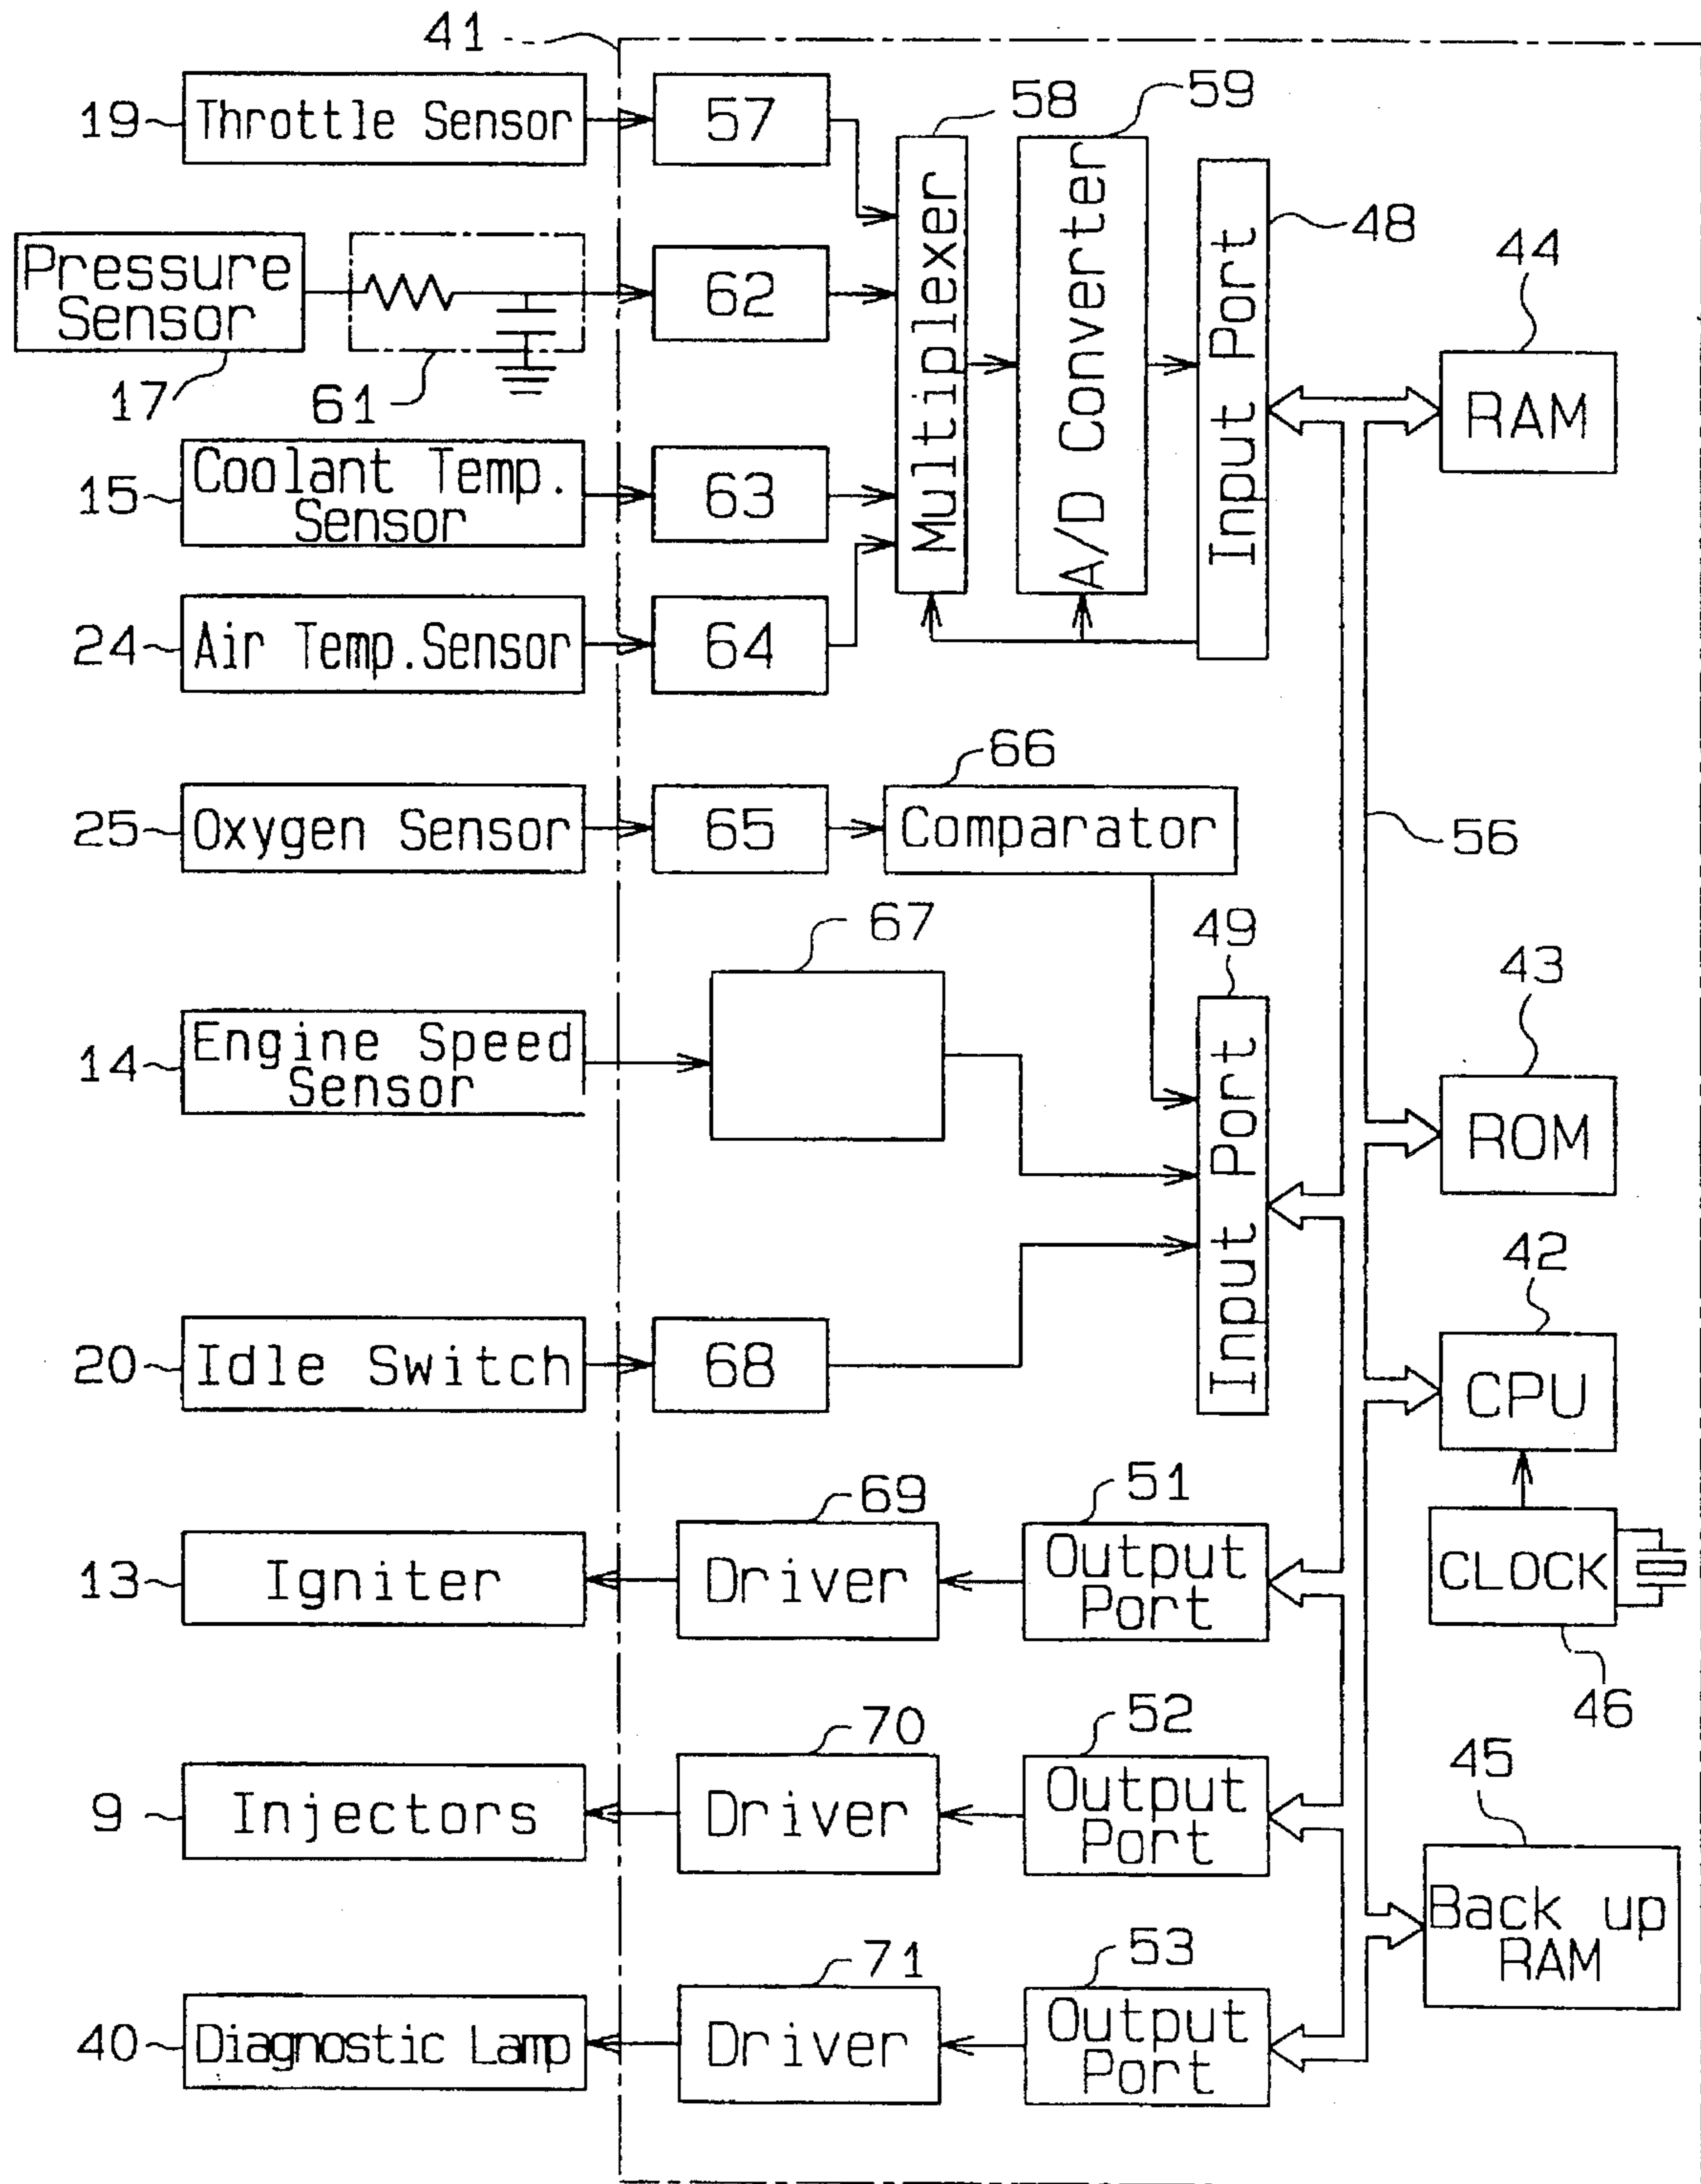 41
19
Throttle Sensor
57
58
59
Multiplexer
A/D Converter
Input Port
48
44
RAM
Pressure
Sensor
17
61
62
15
Coolant Temp.
Sensor
63
24
Air Temp.Sensor
64
25
Oxygen Sensor
65
66
Comparator
56
67
49
Input Port
43
ROM
14
Engine Speed
Sensor
42
CPU
20
Idle Switch
68
13
Igniter
69
Driver
51
Output
Port
CLOCK
46
9
Injectors
70
Driver
52
Output
Port
45
Back up
RAM
40
Diagnostic Lamp
71
Driver
53
Output
Port